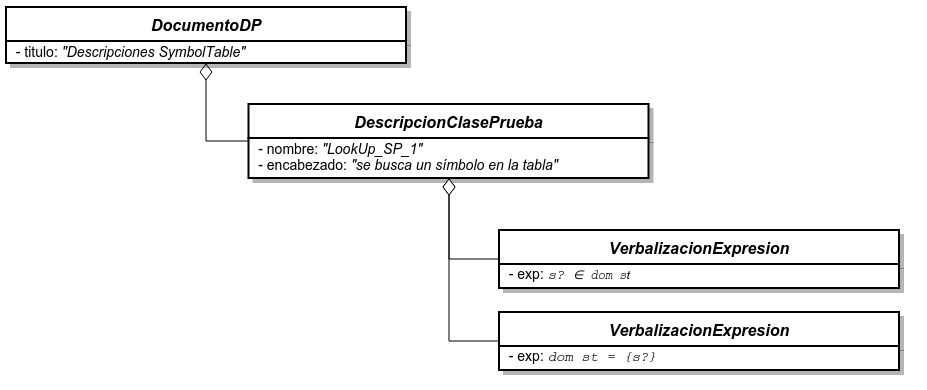 DocumentoDP
- titulo: "Descripciones SymbolTable"
DescripcionClasePrueba
- nombre: "LookUp_SP_1"
- encabezado: "se busca un símbolo en la tabla"
VerbalizacionExpresion
- exp: s? ∈ dom st
VerbalizacionExpresion
- exp: dom st = {s?}